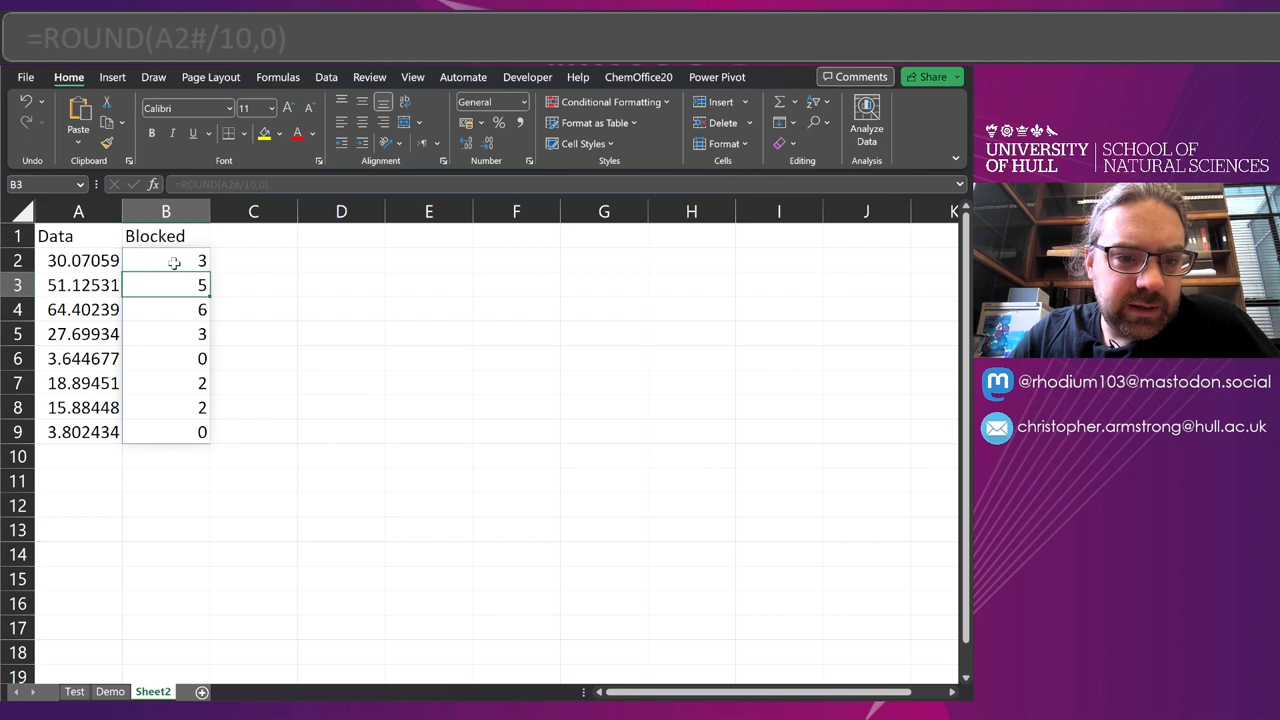 =ROUND(A2#/10,0)
File Home Insert Draw Page Layout Formulas Data Review View Automate Developer Help ChemOffice20 Power Pivot Comments Share
Calibri 11 General Conditional Formatting Insert
Paste Format as Table Delete Analyze Data
Cell Styles Format
Undo Clipboard Font Alignment Number Styles Cells Editing Analysis
B3 fx =ROUND(A2#/10,0)
A B C D E F G H I J K
1 Data Blocked
2 30.07059 3
3 51.12531 5
4 64.40239 6
5 27.69934 3
6 3.644677 0
7 18.89451 2
8 15.88448 2
9 3.802434 0
10
11
12
13
14
15
16
17
18
19
Test Demo Sheet2
UNIVERSITY OF HULL
SCHOOL OF NATURAL SCIENCES
@rhodium103@mastodon.social
christopher.armstrong@hull.ac.uk